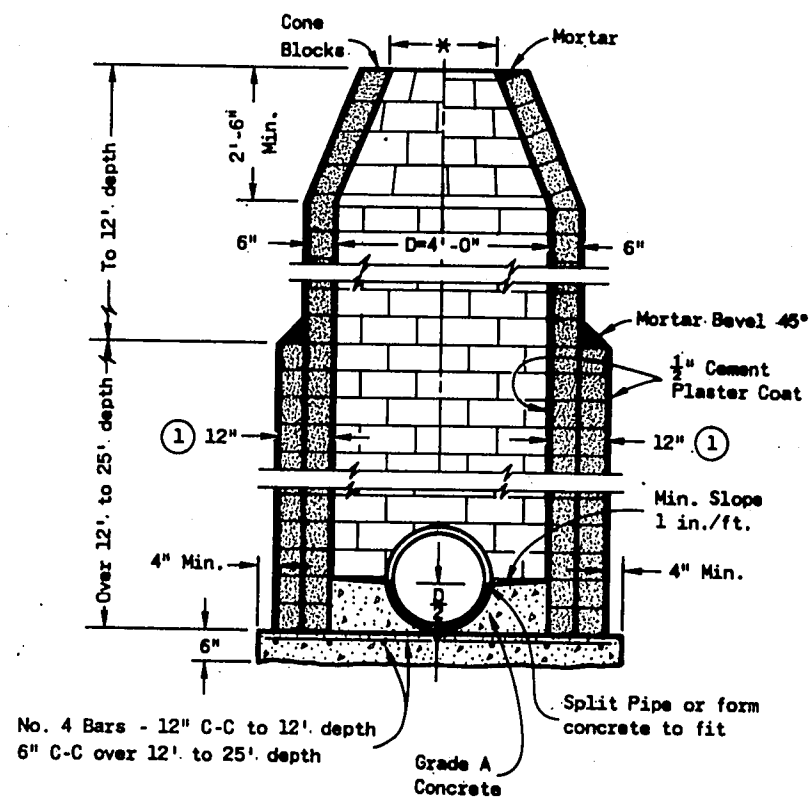 Cone
Blocks
*
Mortar
2'-6"
Min.
To 12'. depth
6"
D=4'-0"
6"
Mortar Bevel 45°
1/2" Cement
Plaster Coat
Over 12'. to 25'. depth
1 12"
12" 1
Min. Slope
1 in./ft.
4" Min.
4" Min.
D
2
6"
No. 4 Bars - 12" C-C to 12'. depth
6" C-C over 12'. to 25'. depth
Split Pipe or form
concrete to fit
Grade A
Concrete